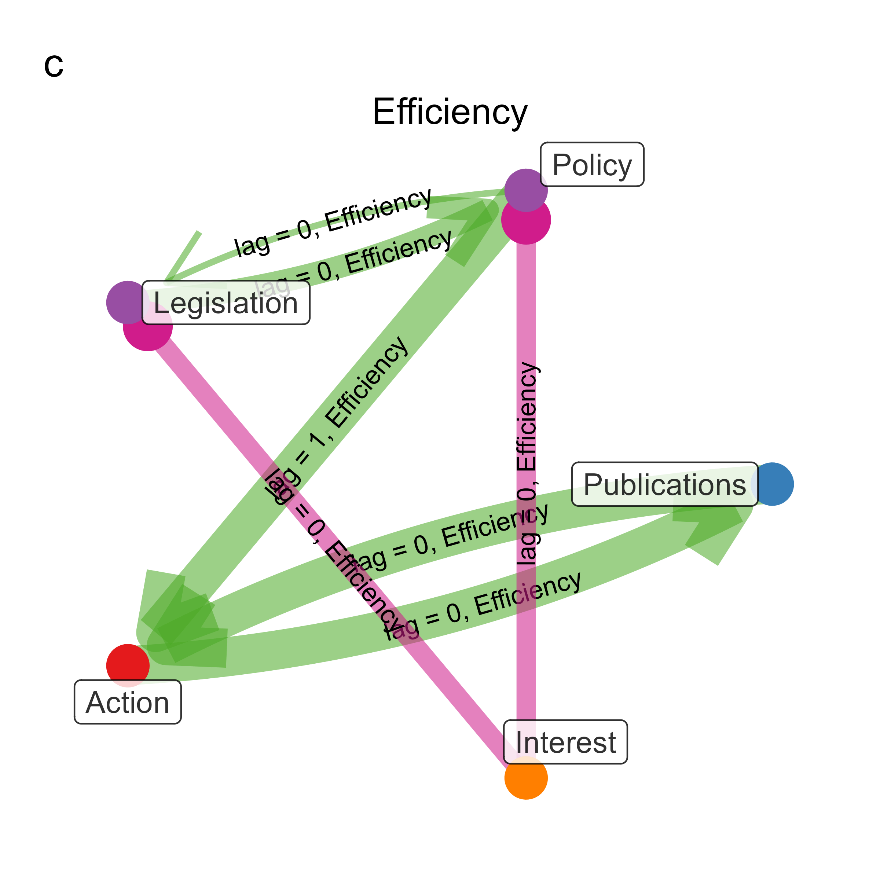 c
Efficiency
Policy
lag = 0, Efficiency
lag = 0, Efficiency
Legislation
lag = 1, Efficiency
lag = 0, Efficiency
lag = 0, Efficiency
Publications
lag = 0, Efficiency
lag = 0, Efficiency
Action
Interest